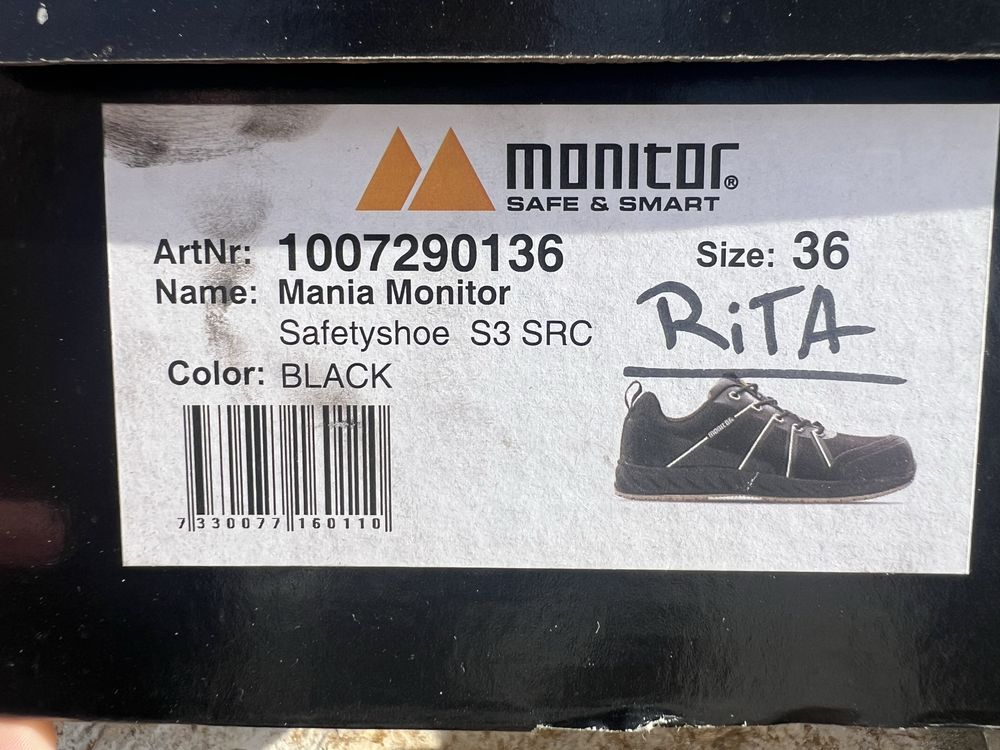 monitor®
SAFE & SMART
ArtNr: 1007290136 Size: 36
Name: Mania Monitor
RiTA
Safetyshoe S3 SRC
Color: BLACK
monitor
7 330077 160110